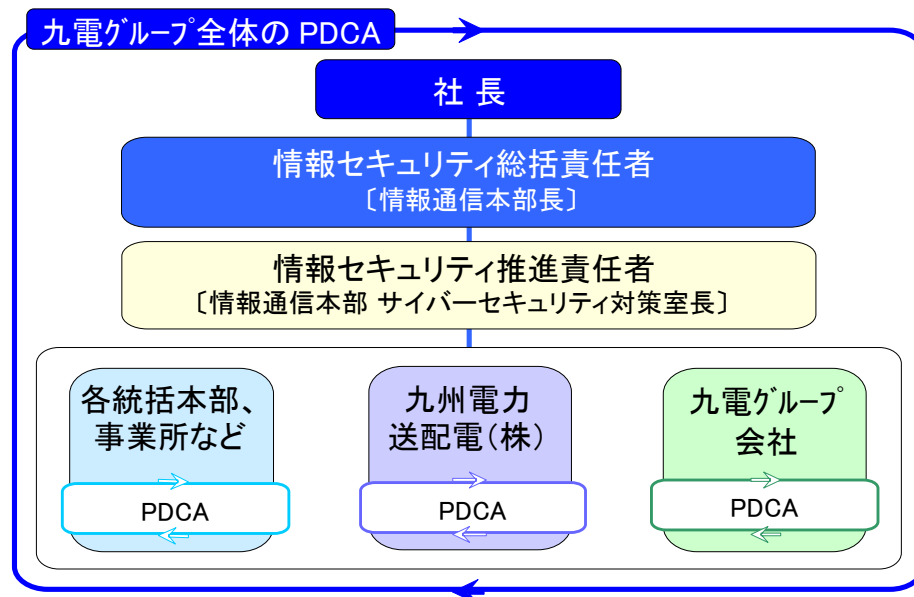 九電グループ全体の PDCA
社 長
情報セキュリティ総括責任者
〔情報通信本部長〕
情報セキュリティ推進責任者
〔情報通信本部 サイバーセキュリティ対策室長〕
各統括本部、
事業所など
PDCA
九州電力
送配電(株)
PDCA
九電グループ
会社
PDCA